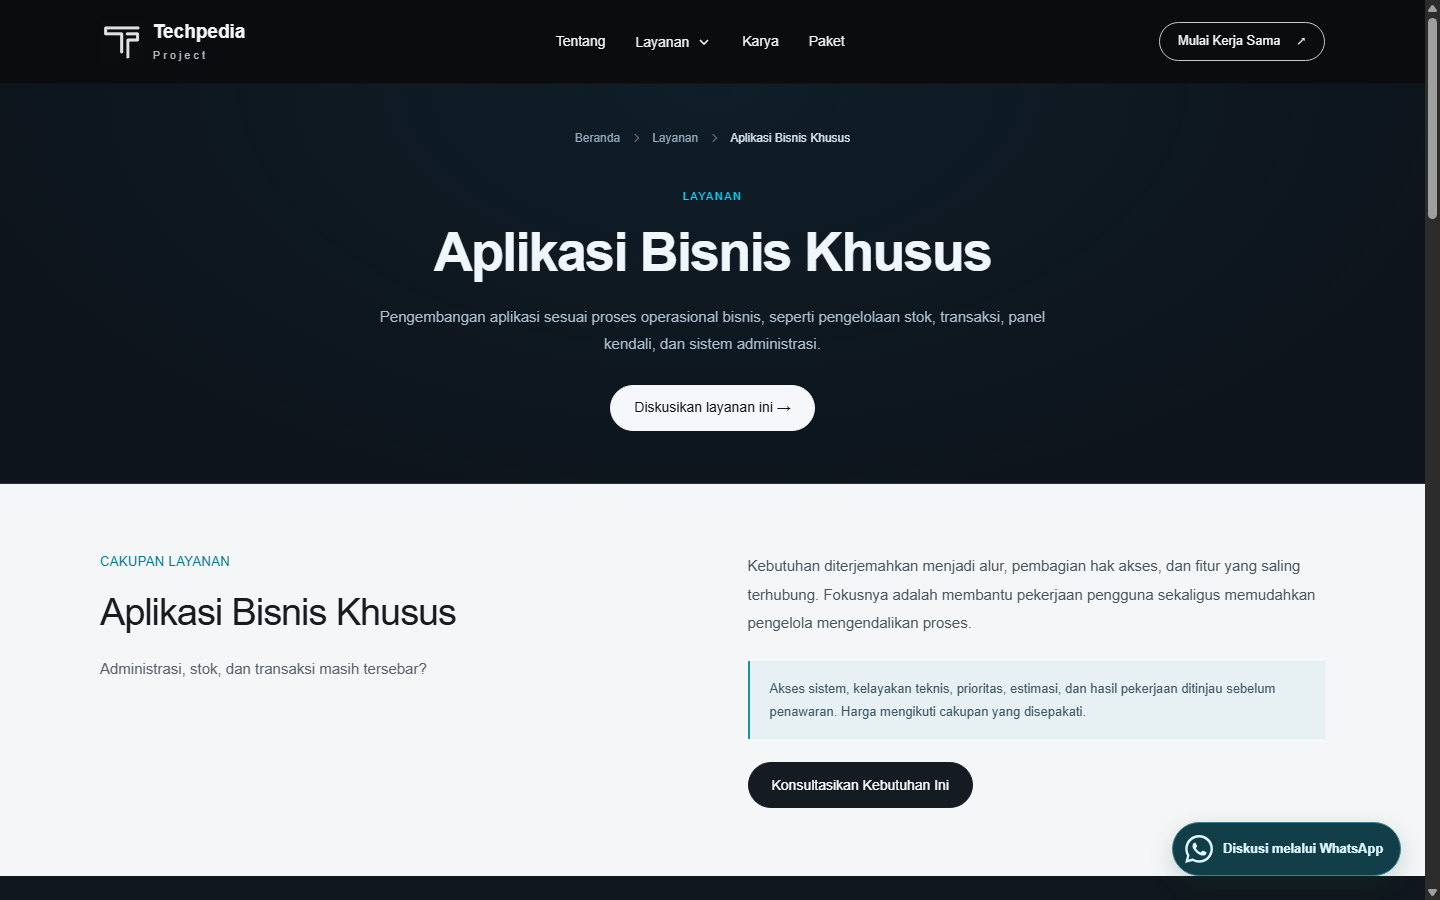 Techpedia
Project
Tentang
Layanan
Karya
Paket
Mulai Kerja Sama ↗
Beranda > Layanan > Aplikasi Bisnis Khusus
LAYANAN
Aplikasi Bisnis Khusus
Pengembangan aplikasi sesuai proses operasional bisnis, seperti pengelolaan stok, transaksi, panel
kendali, dan sistem administrasi.
Diskusikan layanan ini →
CAKUPAN LAYANAN
Aplikasi Bisnis Khusus
Administrasi, stok, dan transaksi masih tersebar?
Kebutuhan diterjemahkan menjadi alur, pembagian hak akses, dan fitur yang saling
terhubung. Fokusnya adalah membantu pekerjaan pengguna sekaligus memudahkan
pengelola mengendalikan proses.
Akses sistem, kelayakan teknis, prioritas, estimasi, dan hasil pekerjaan ditinjau sebelum
penawaran. Harga mengikuti cakupan yang disepakati.
Konsultasikan Kebutuhan Ini
Diskusi melalui WhatsApp